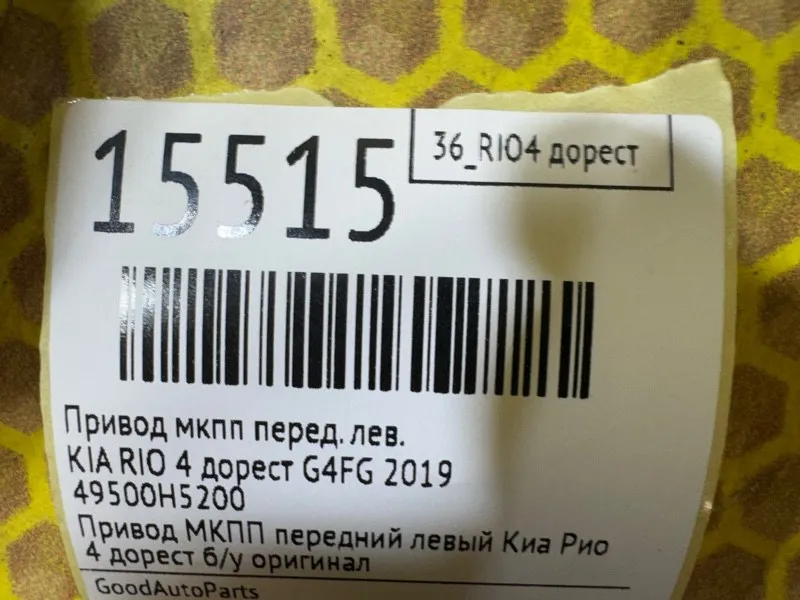 15515
36_RIO4 дорест
Привод мкпп перед. лев.
KIA RIO 4 дорест G4FG 2019
49500H5200
Привод МКПП передний левый Киа Рио
4 дорест б/у оригинал
GoodAutoParts